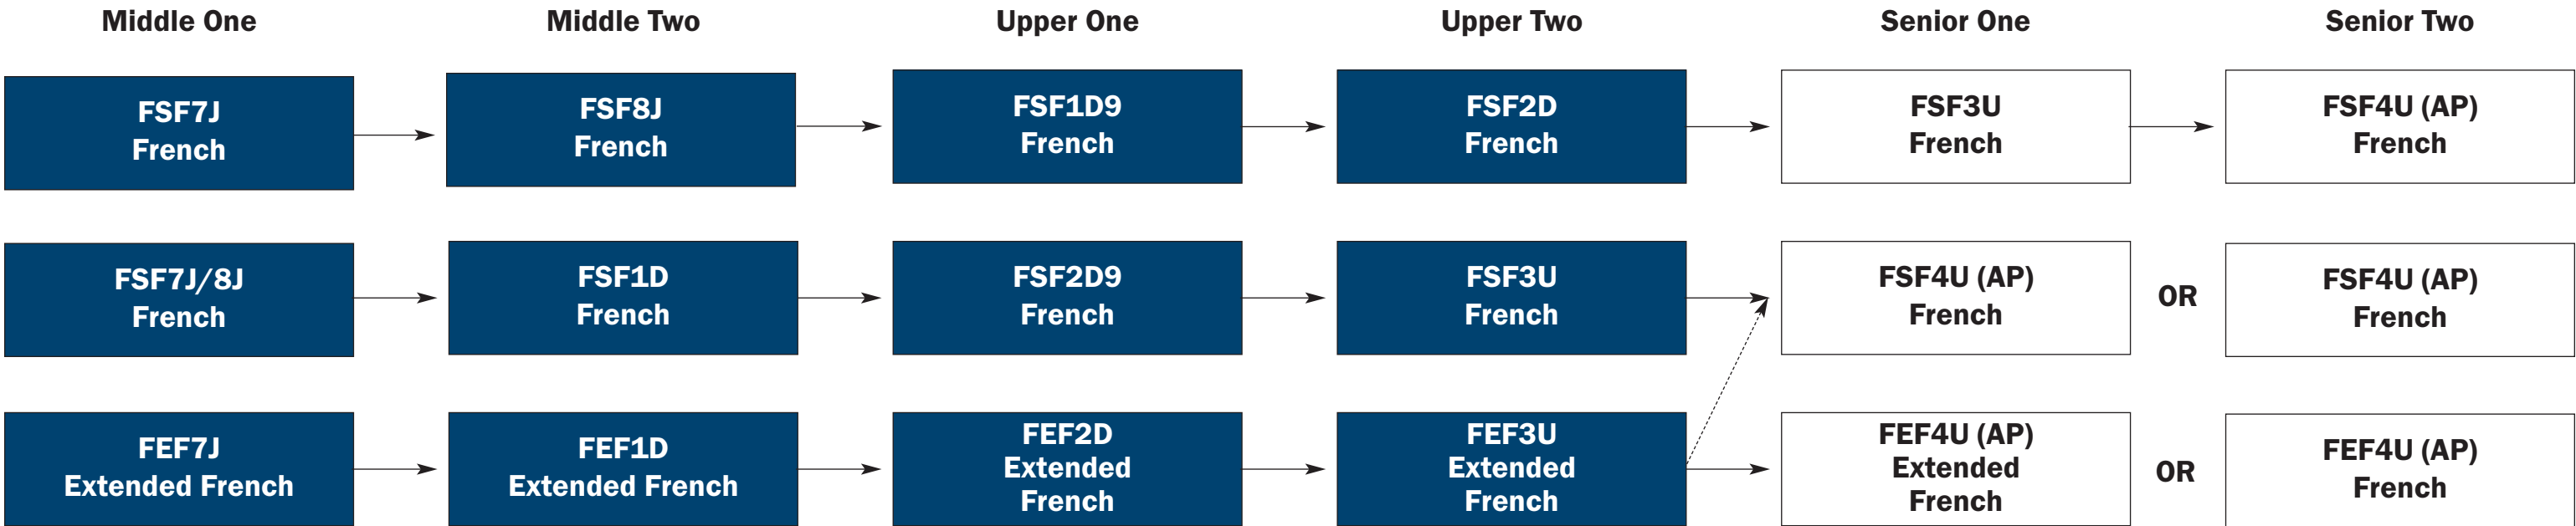 Middle One
Middle Two
Upper One
Upper Two
Senior One
Senior Two
FSF7J
French
FSF8J
French
FSF1D9
French
FSF2D
French
FSF3U
French
FSF4U (AP)
French
FSF7J/8J
French
FSF1D
French
FSF2D9
French
FSF3U
French
FSF4U (AP)
French
OR
FSF4U (AP)
French
FEF7J
Extended French
FEF1D
Extended French
FEF2D
Extended
French
FEF3U
Extended
French
FEF4U (AP)
Extended
French
OR
FEF4U (AP)
French